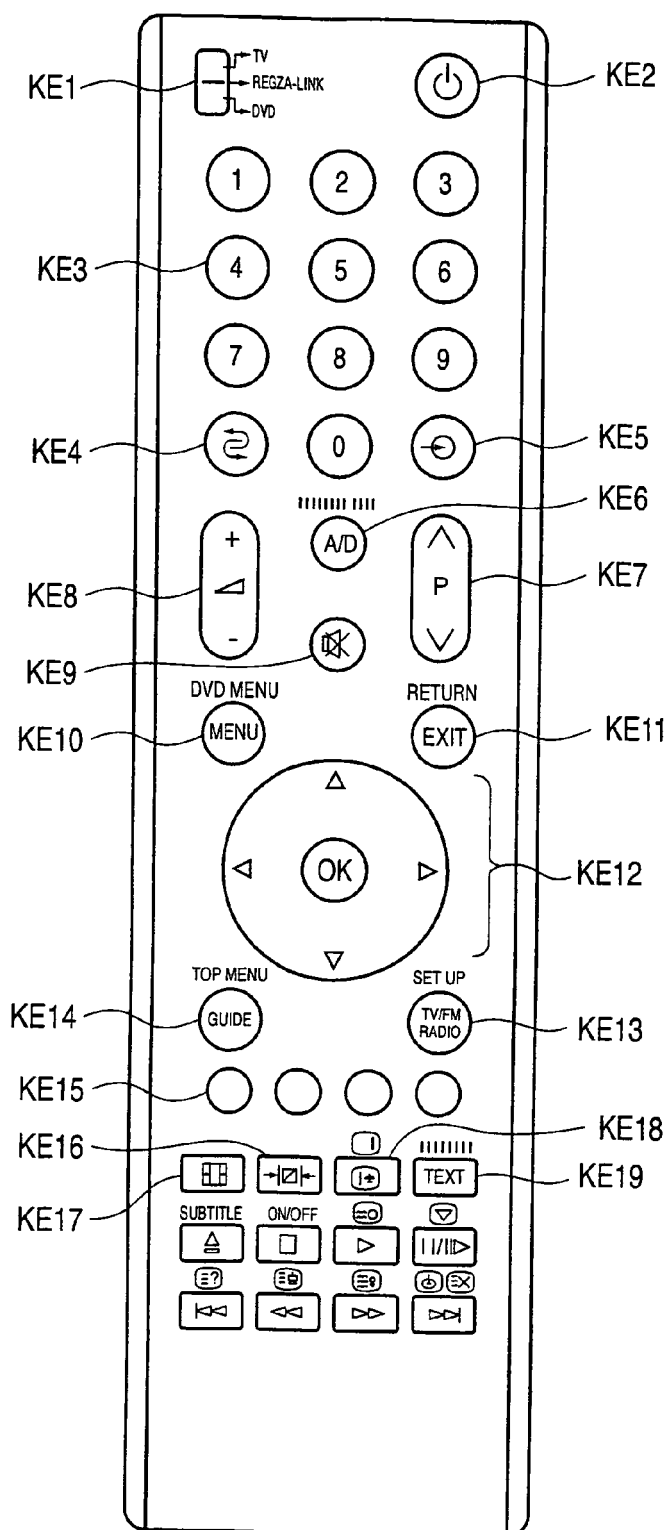 TV
KE1 REGZA-LINK KE2
DVD
1 2 3
KE3 4 5 6
7 8 9
KE4 0 KE5
KE6
+ A/D
KE8 P KE7
-
KE9
DVD MENU RETURN
KE10 MENU EXIT KE11
OK KE12
TOP MENU SET UP
KE14 GUIDE TV/FM RADIO KE13
KE15
KE16 KE18
KE17 TEXT KE19
SUBTITLE ON/OFF